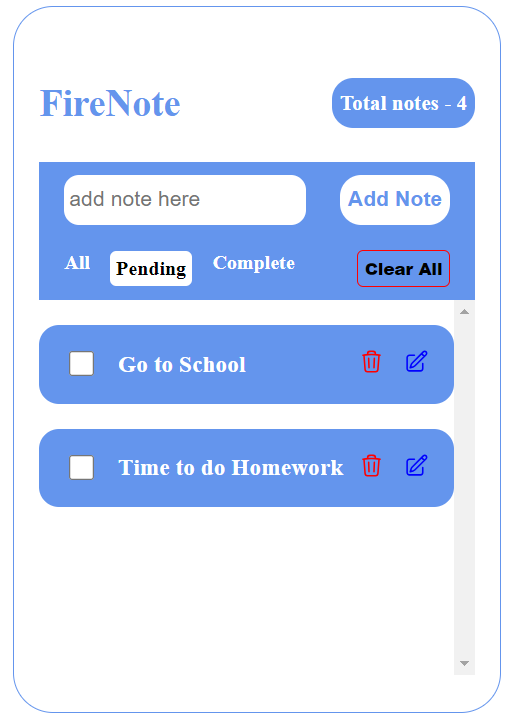 FireNote
Total notes - 4
add note here
Add Note
All
Pending
Complete
Clear All
Go to School
Time to do Homework